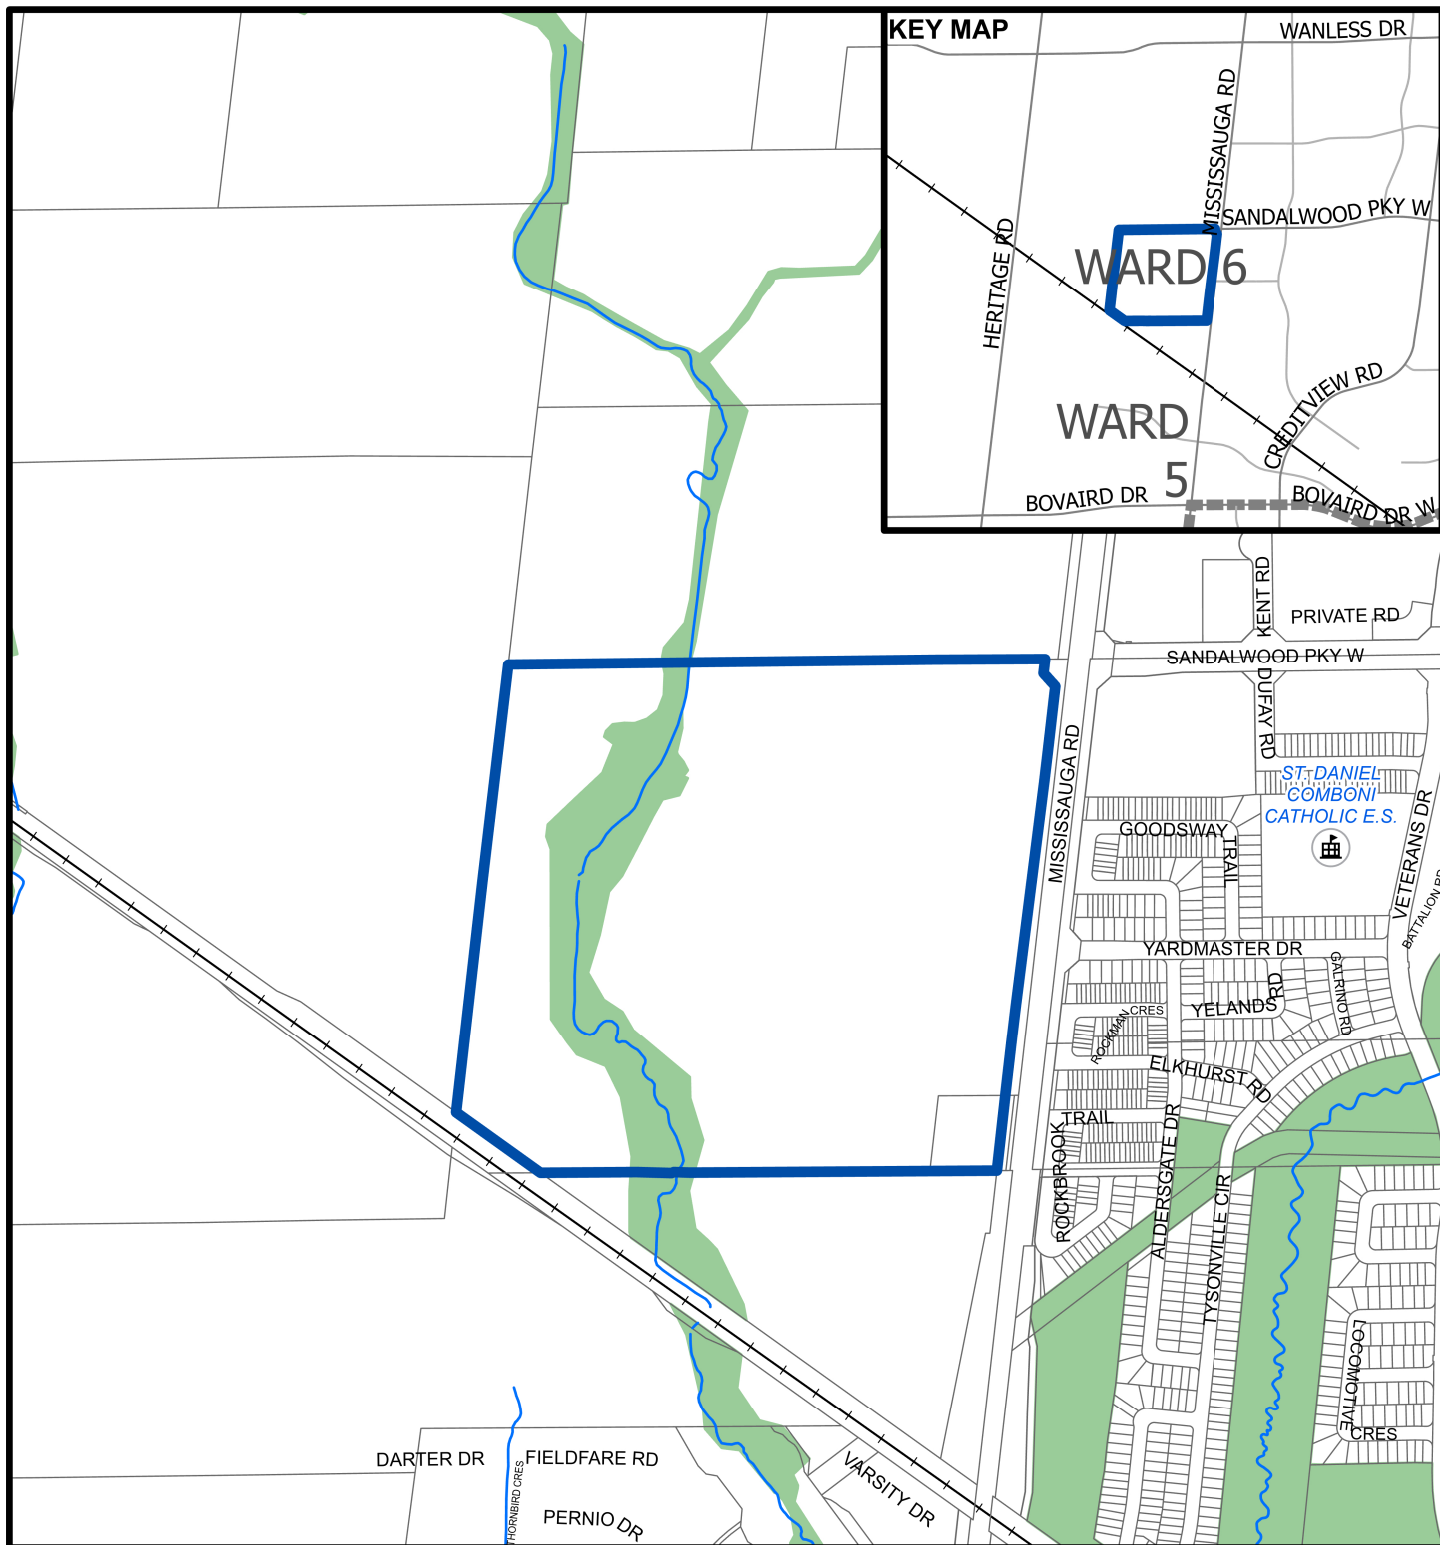 KEY MAP
WANLESS DR
MISSISSAUGA RD
SANDALWOOD PKY W
HERITAGE RD
WARD 6
CREDITVIEW RD
WARD
5
BOVAIRD DR
BOVAIRD DR W
KENT RD
PRIVATE RD
SANDALWOOD PKY W
DUFAY RD
MISSISSAUGA RD
ST. DANIEL
COMBONI
CATHOLIC E.S.
GOODSWAY
TRAIL
VETERANS DR
BATTALION RD
YARDMASTER DR
GALRINO RD
YELANDS
RD
ROCKMAN
CRES
ELKHURST RD
ROCKBROOK
TRAIL
ALDERSGATE DR
TYSONVILLE CIR
LOCOMOTIVE
CRES
DARTER DR
FIELDFARE RD
VARSITY DR
PERNIO DR